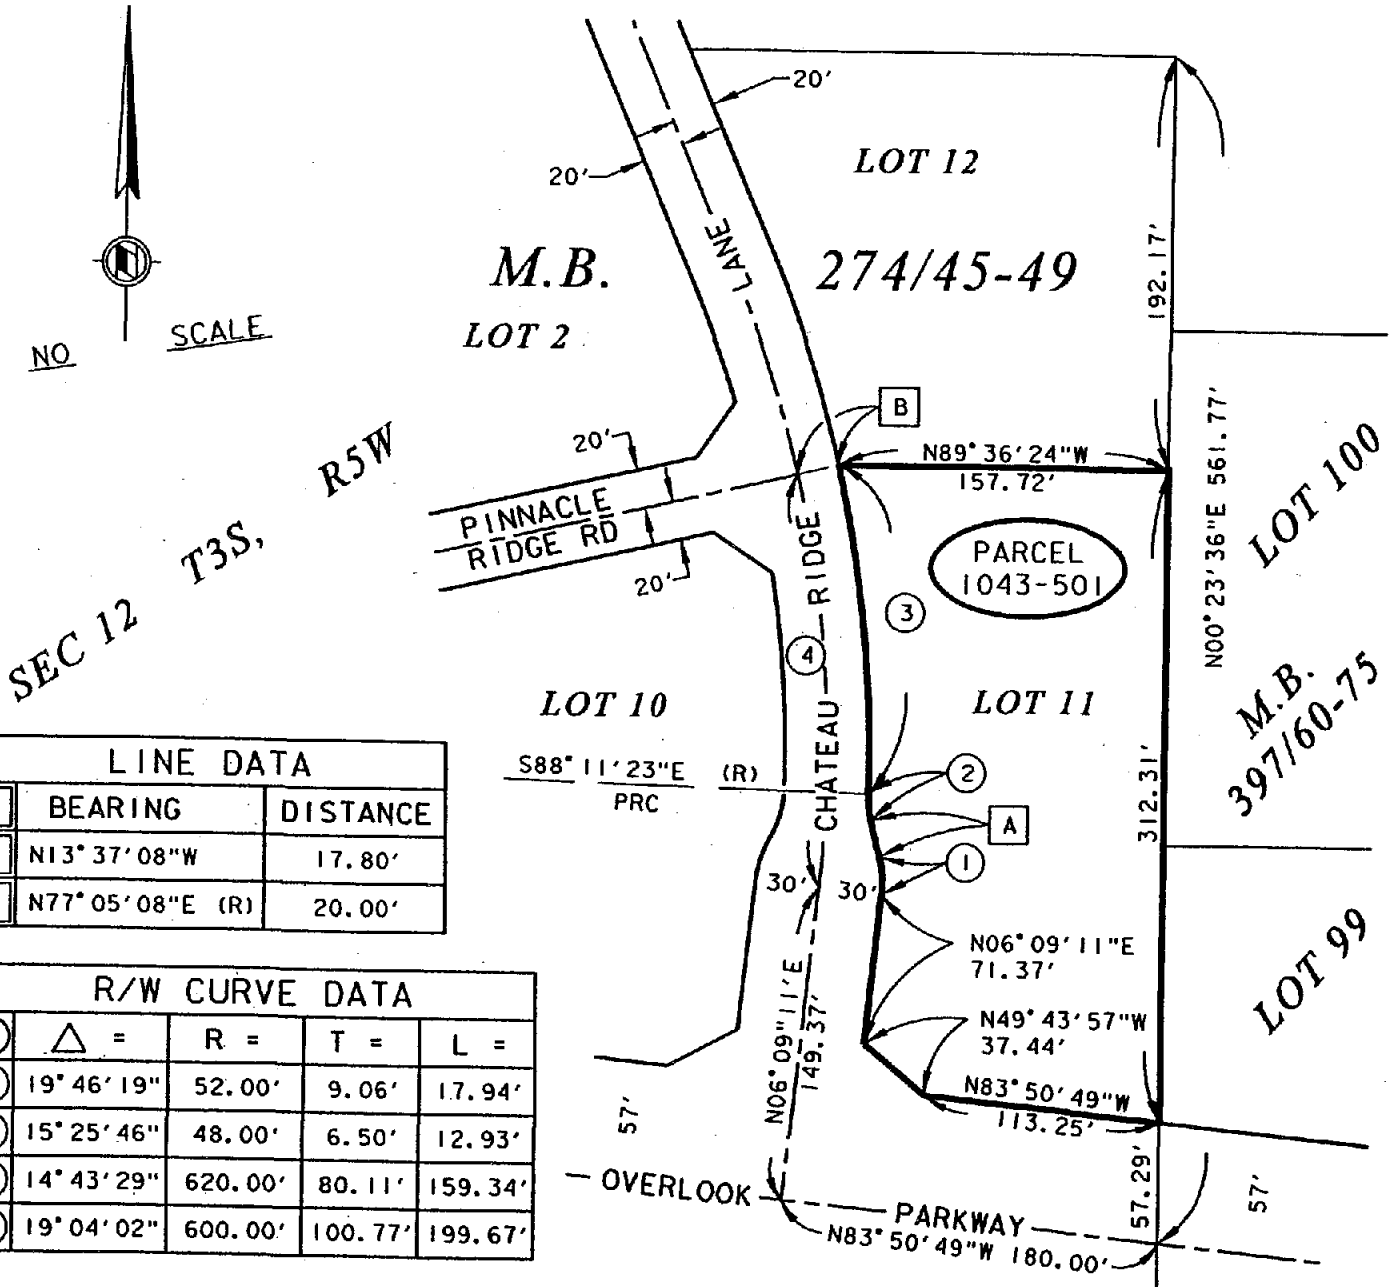 20'
20'
LOT 12
M.B.
274/45-49
LANE
192.17'
NO
SCALE
LOT 2
B
20'
N89°36'24"W
157.72'
N00°23'36"E 561.77'
LOT 100
SEC 12 T3S, R5W
PINNACLE
RIDGE RD
20'
RIDGE
PARCEL
1043-501
3
4
LOT 10
LOT 11
M.B.
397/60-75
S88°11'23"E (R)
PRC
CHATEAU
2
A
1
312.31'
30'
30'
LINE DATA
BEARING DISTANCE
N13°37'08"W 17.80'
N77°05'08"E (R) 20.00'
N06°09'11"E
71.37'
LOT 99
R/W CURVE DATA
△ = R = T = L =
19°46'19" 52.00' 9.06' 17.94'
15°25'46" 48.00' 6.50' 12.93'
14°43'29" 620.00' 80.11' 159.34'
19°04'02" 600.00' 100.77' 199.67'
N49°43'57"W
37.44'
N06°09"11'E
149.37'
N83°50'49"W
113.25'
57'
OVERLOOK
PARKWAY
N83°50'49"W 180.00'
57.29'
57'